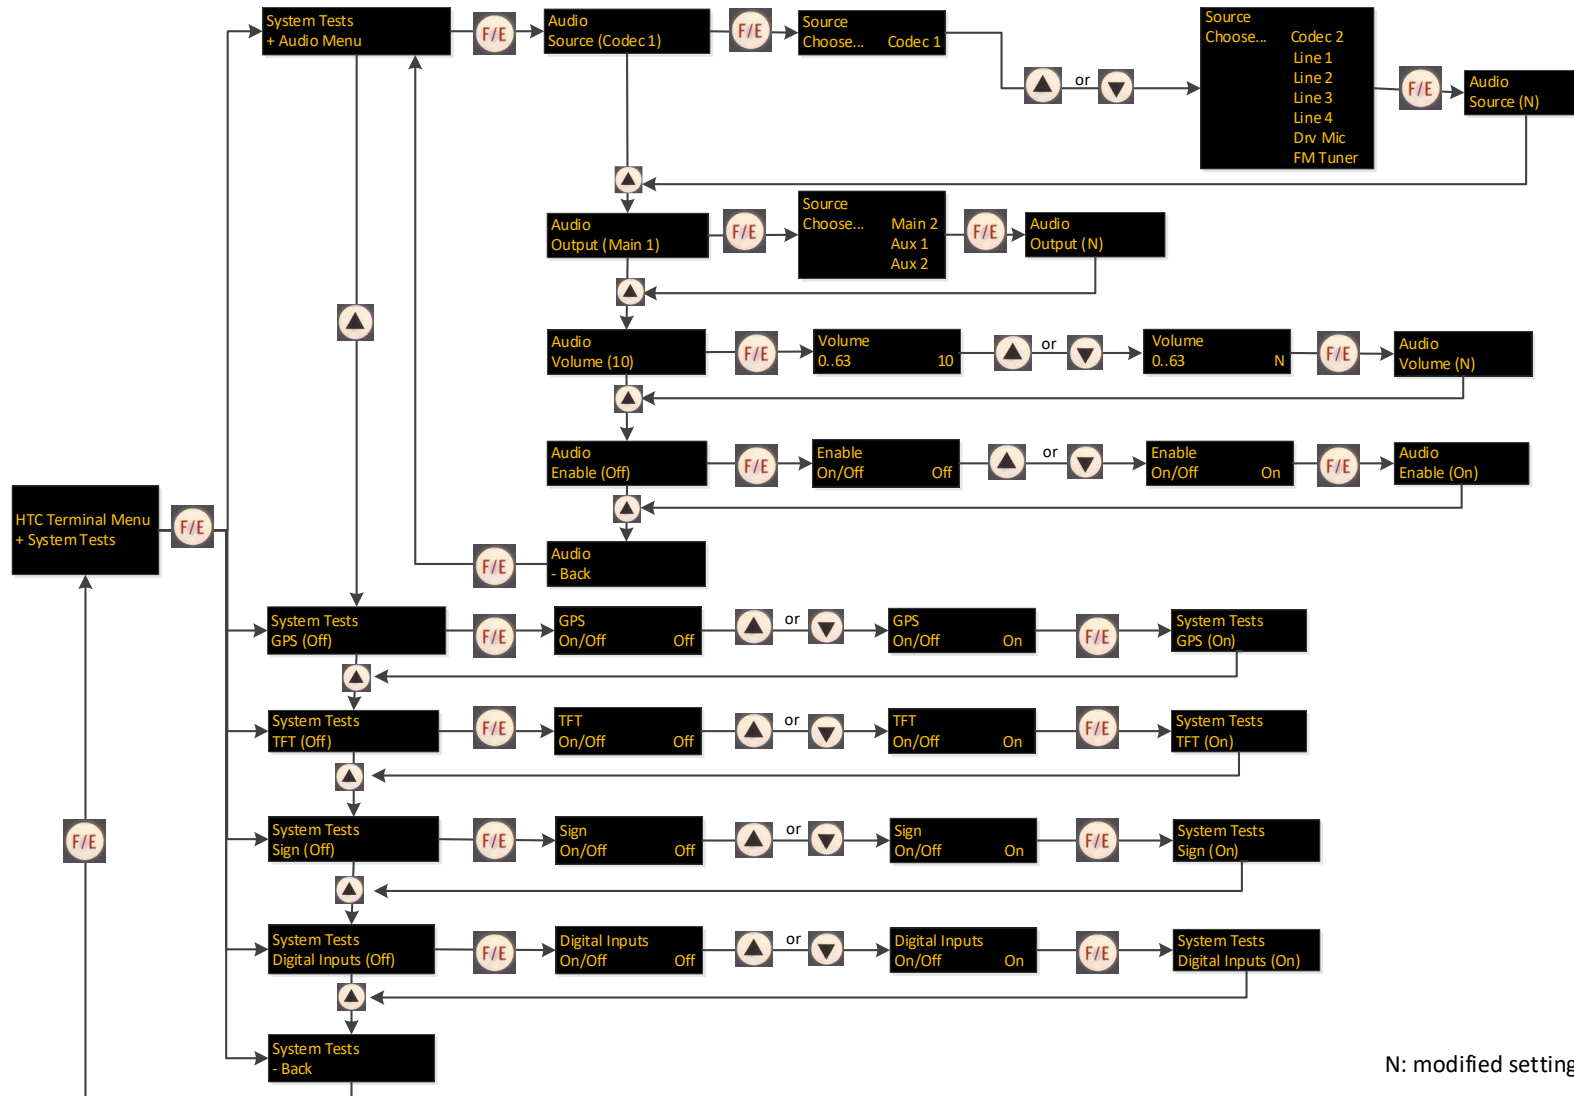 System Tests
+ Audio Menu
F/E
Audio
Source (Codec 1)
F/E
Source
Choose... Codec 1
or
Source
Choose... Codec 2
Line 1
Line 2
Line 3
Line 4
Drv Mic
FM Tuner
F/E
Audio
Source (N)
Audio
Output (Main 1)
F/E
Source
Choose... Main 2
Aux 1
Aux 2
F/E
Audio
Output (N)
Audio
Volume (10)
F/E
Volume
0..63 10
or
Volume
0..63 N
F/E
Audio
Volume (N)
Audio
Enable (Off)
F/E
Enable
On/Off Off
or
Enable
On/Off On
F/E
Audio
Enable (On)
HTC Terminal Menu
+ System Tests
F/E
F/E
Audio
- Back
System Tests
GPS (Off)
F/E
GPS
On/Off Off
or
GPS
On/Off On
F/E
System Tests
GPS (On)
System Tests
TFT (Off)
F/E
TFT
On/Off Off
or
TFT
On/Off On
F/E
System Tests
TFT (On)
F/E
System Tests
Sign (Off)
F/E
Sign
On/Off Off
or
Sign
On/Off On
F/E
System Tests
Sign (On)
System Tests
Digital Inputs (Off)
F/E
Digital Inputs
On/Off Off
or
Digital Inputs
On/Off On
F/E
System Tests
Digital Inputs (On)
System Tests
- Back
N: modified setting